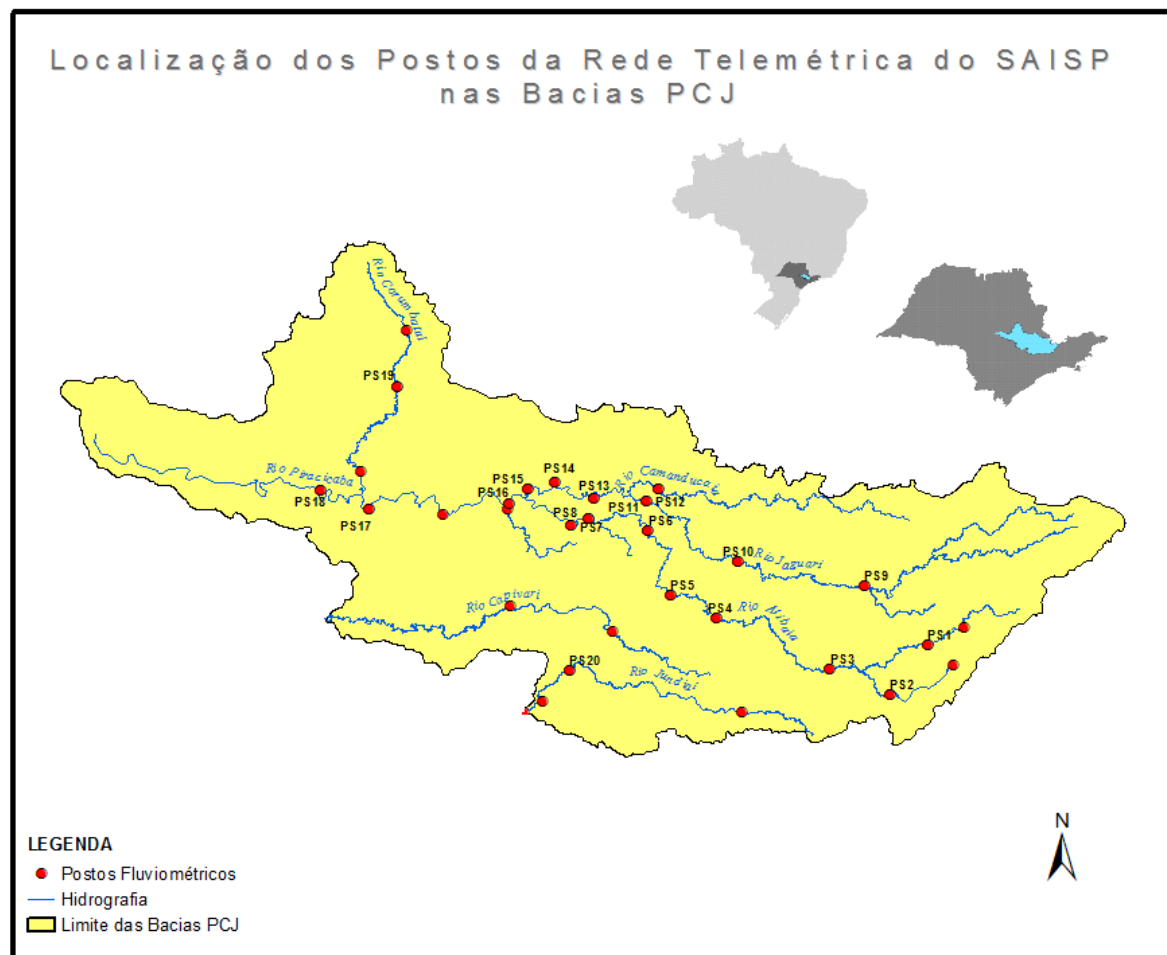 Localização dos Postos da Rede Telemétrica do SAISP
nas Bacias PCJ
Rio Corumbataí
PS19
Rio Piracicaba
PS18
PS17
PS15
PS14
PS16
PS13
Rio Camanducaia
PS11
PS12
PS8
PS7
PS6
PS10
Rio Jaguari
PS9
PS5
PS4
Rio Atibaia
Rio Capivari
PS1
PS3
PS2
PS20
Rio Jundiaí
N
LEGENDA
Postos Fluviométricos
Hidrografia
Limite das Bacias PCJ